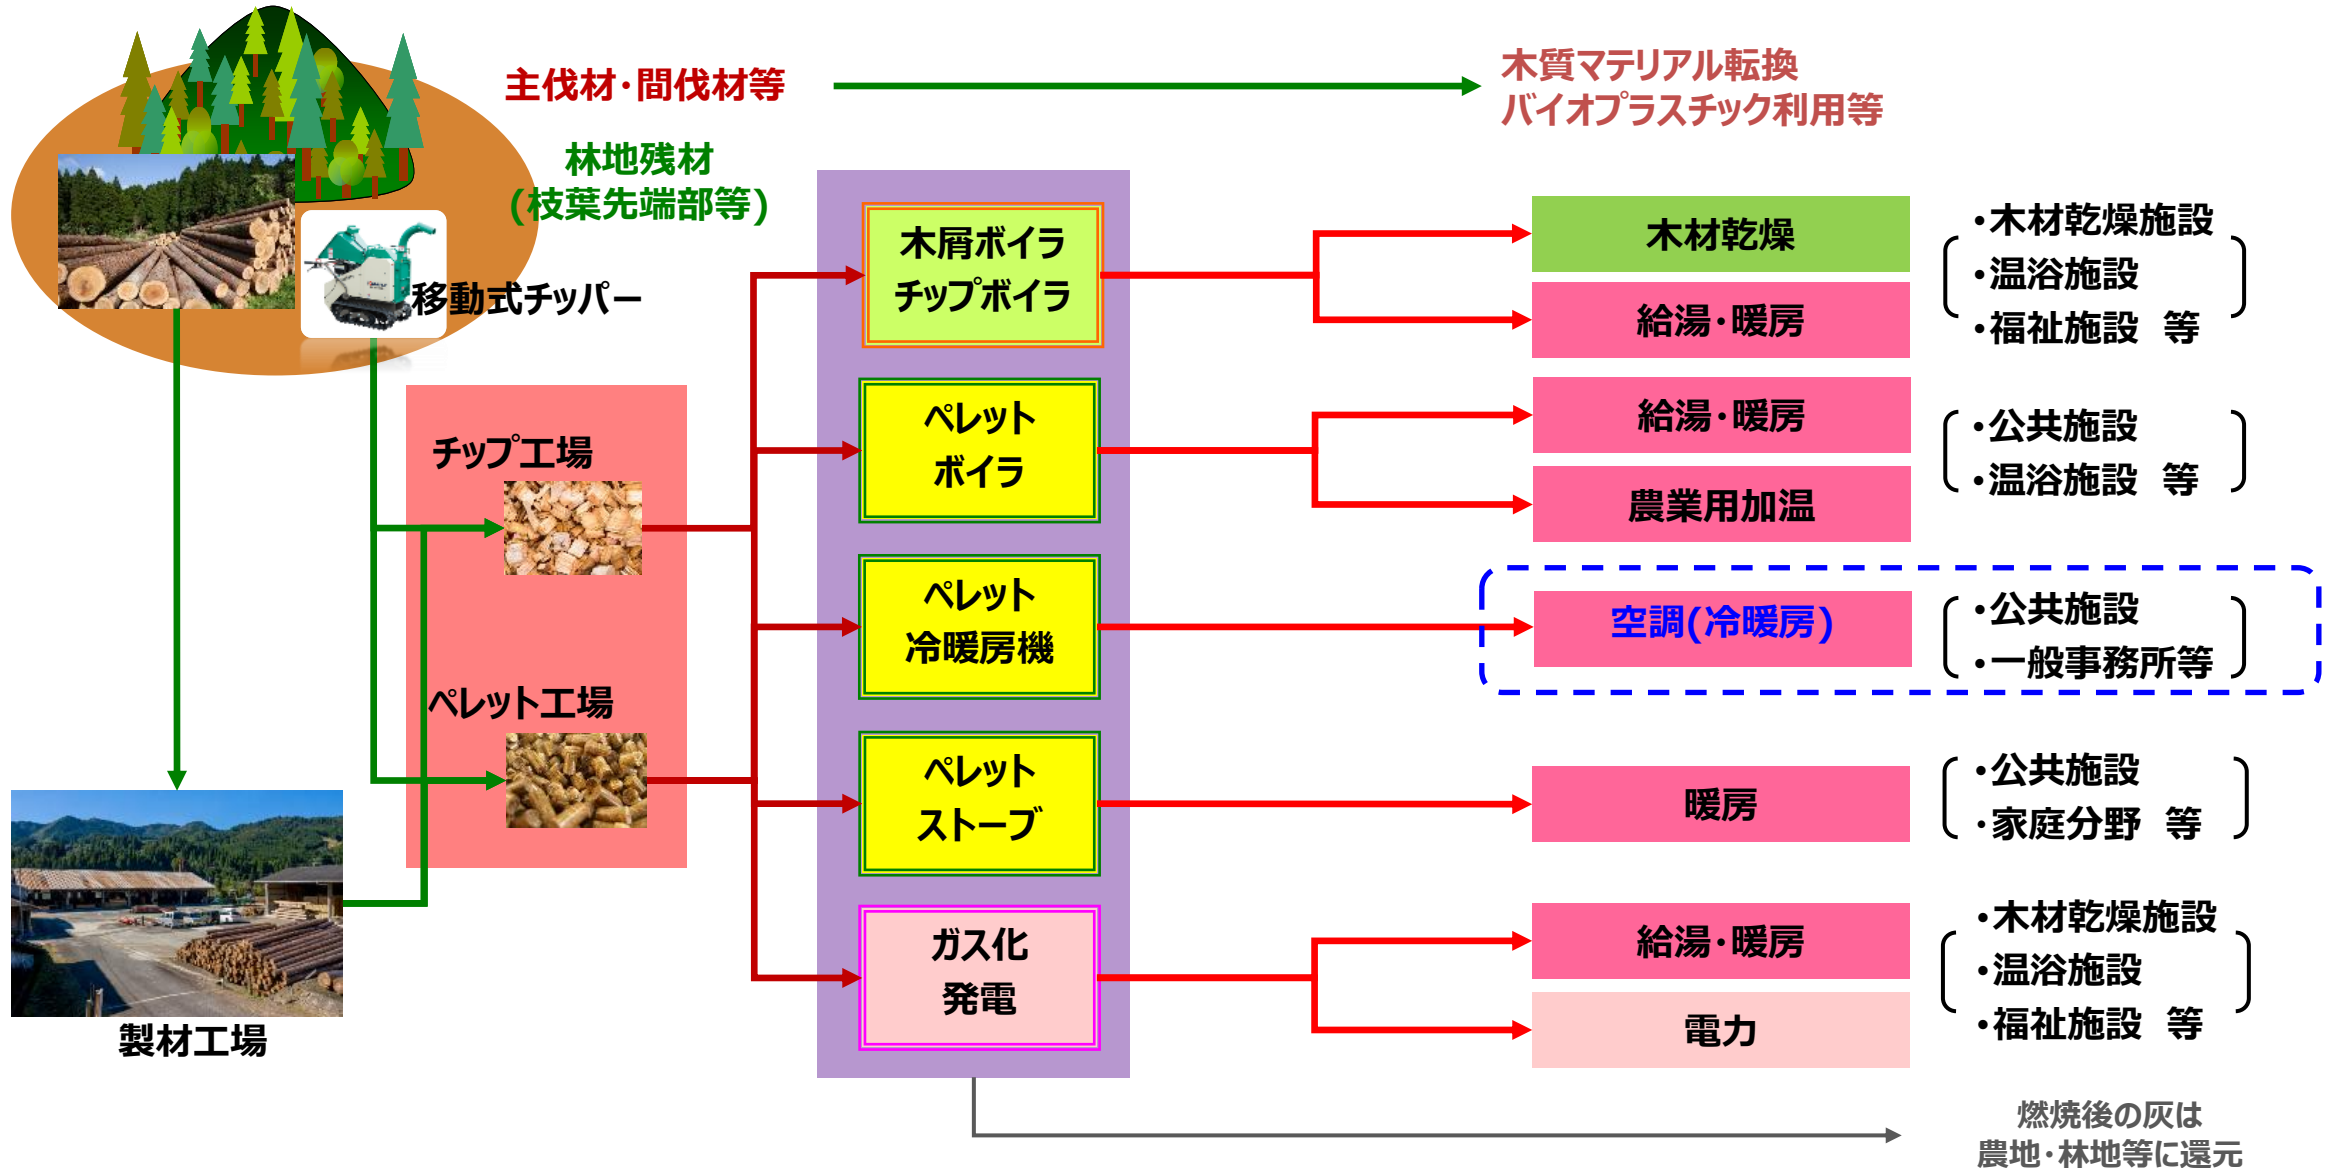 主伐材・間伐材等
木質マテリアル転換
バイオプラスチック利用等
林地残材
(枝葉先端部等)
移動式チッパー
チップ工場
ペレット工場
製材工場
木屑ボイラ
チップボイラ
ペレット
ボイラ
ペレット
冷暖房機
ペレット
ストーブ
ガス化
発電
木材乾燥
給湯・暖房
・木材乾燥施設
・温浴施設
・福祉施設 等
給湯・暖房
農業用加温
・公共施設
・温浴施設 等
空調(冷暖房)
・公共施設
・一般事務所等
暖房
・公共施設
・家庭分野 等
給湯・暖房
電力
・木材乾燥施設
・温浴施設
・福祉施設 等
燃焼後の灰は
農地・林地等に還元